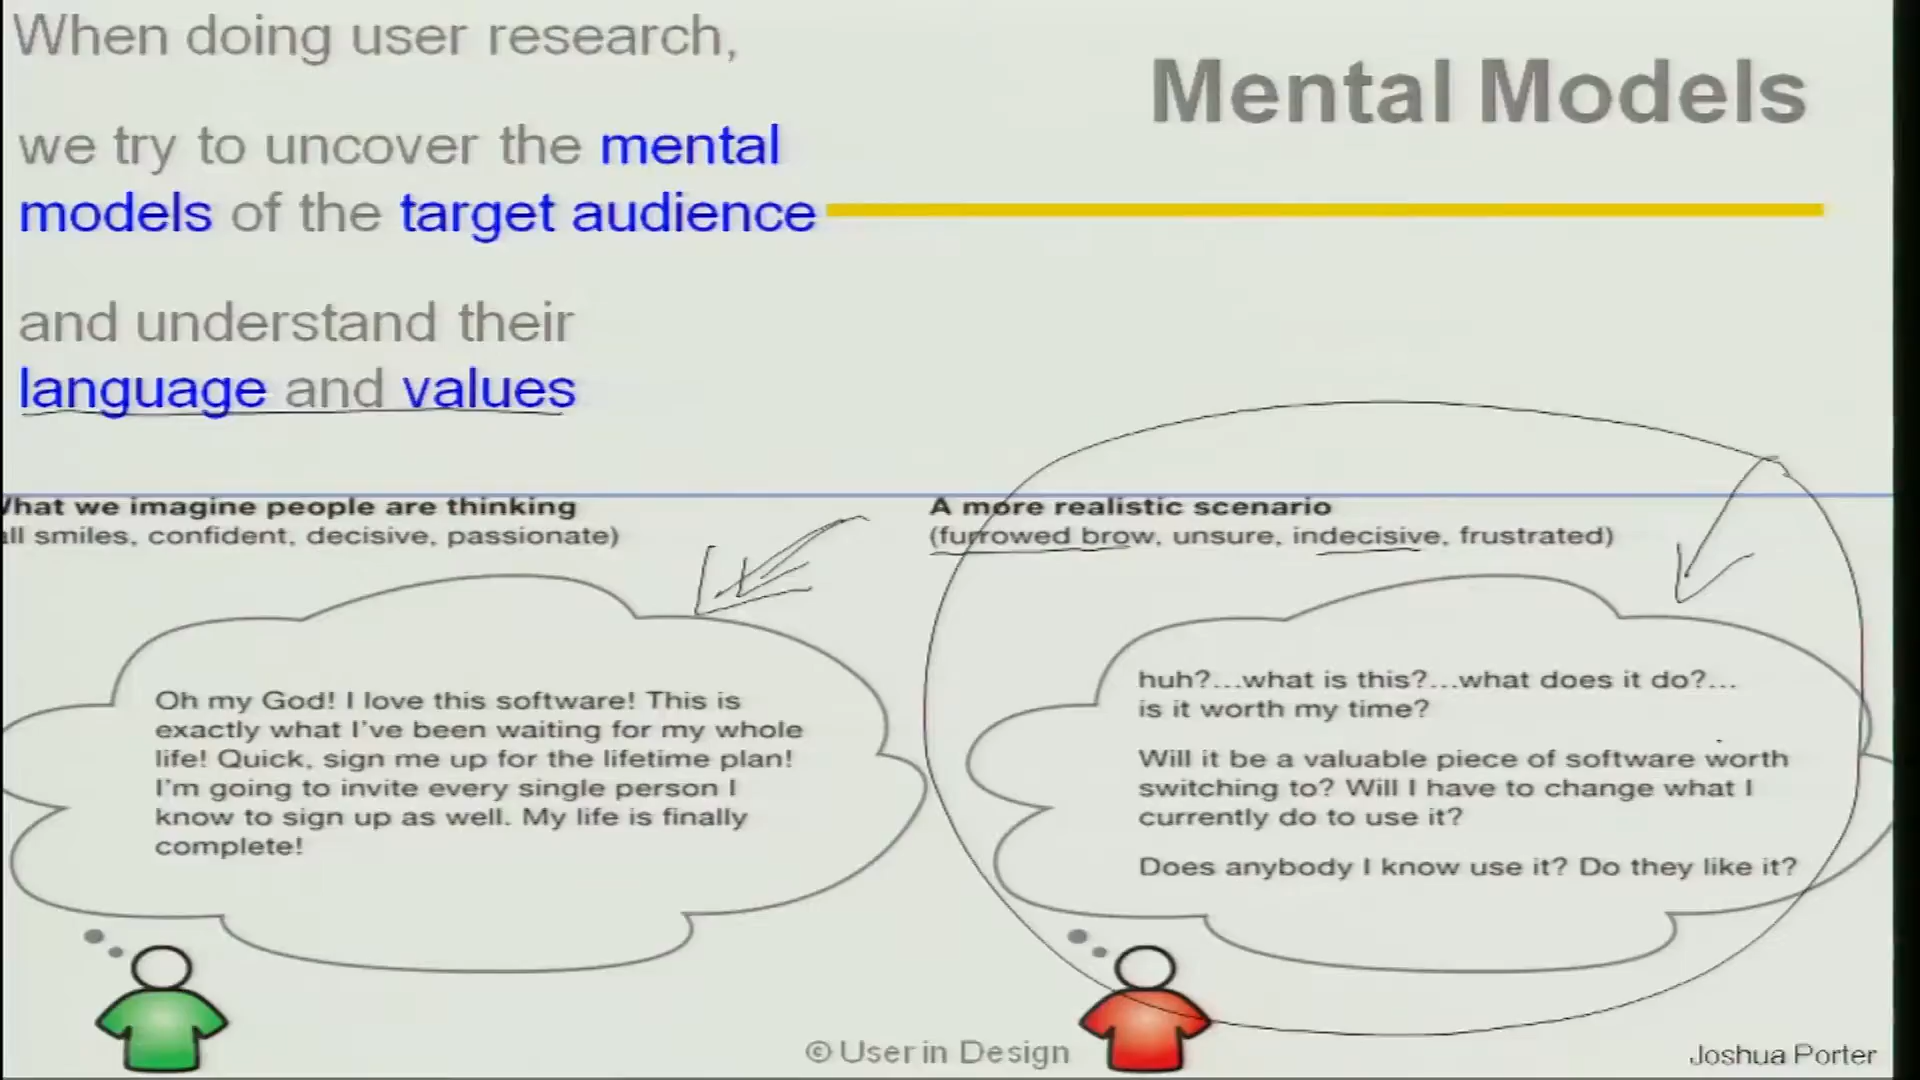 When doing user research,
Mental Models
we try to uncover the mental
models of the target audience
and understand their
language and values
What we imagine people are thinking
all smiles, confident, decisive, passionate)
A more realistic scenario
(furrowed brow, unsure, indecisive, frustrated)
Oh my God! I love this software! This is
exactly what I've been waiting for my whole
life! Quick, sign me up for the lifetime plan!
I'm going to invite every single person I
know to sign up as well. My life is finally
complete!
huh?...what is this?...what does it do?...
is it worth my time?
Will it be a valuable piece of software worth
switching to? Will I have to change what I
currently do to use it?
Does anybody I know use it? Do they like it?
© User in Design
Joshua Porter